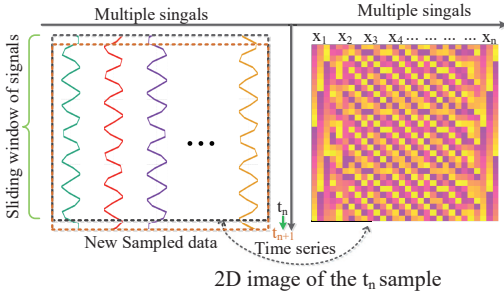 Multiple singals
Multiple singals
x1 x2 x3 x4 ... ... ... ... xn
Sliding window of signals
...
tn
tn+1
New Sampled data
Time series
2D image of the tn sample